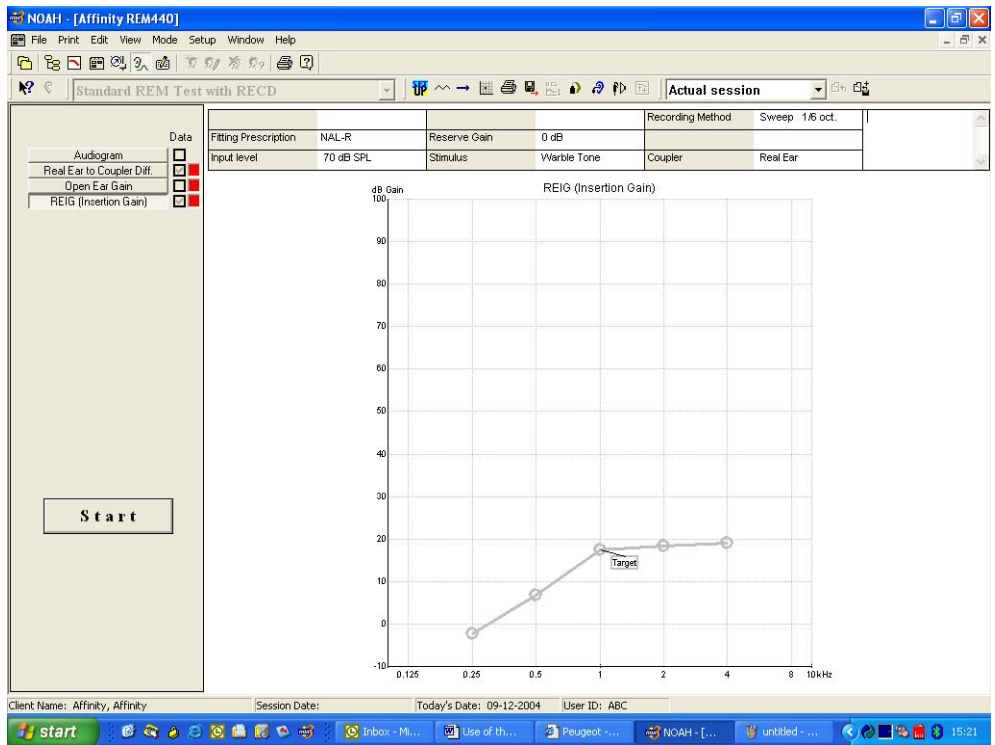 NOAH - [Affinity REM440]
File Print Edit View Mode Setup Window Help
Standard REM Test with RECD
Actual session
Recording Method Sweep 1/6 oct.
Fitting Prescription NAL-R Reserve Gain 0 dB
Input level 70 dB SPL Stimulus Warble Tone Coupler Real Ear
Data
Audiogram
Real Ear to Coupler Diff.
Open Ear Gain
REIG (Insertion Gain)
Start
dB Gain REIG (Insertion Gain)
100
90
80
70
60
50
40
30
20
Target
10
0
-10
0.125 0.25 0.5 1 2 4 8 10kHz
Client Name: Affinity, Affinity Session Date: Today's Date: 09-12-2004 User ID: ABC
start Inbox - Mi... Use of th... Peugeot -... NOAH - [... untitled - ... 15:21